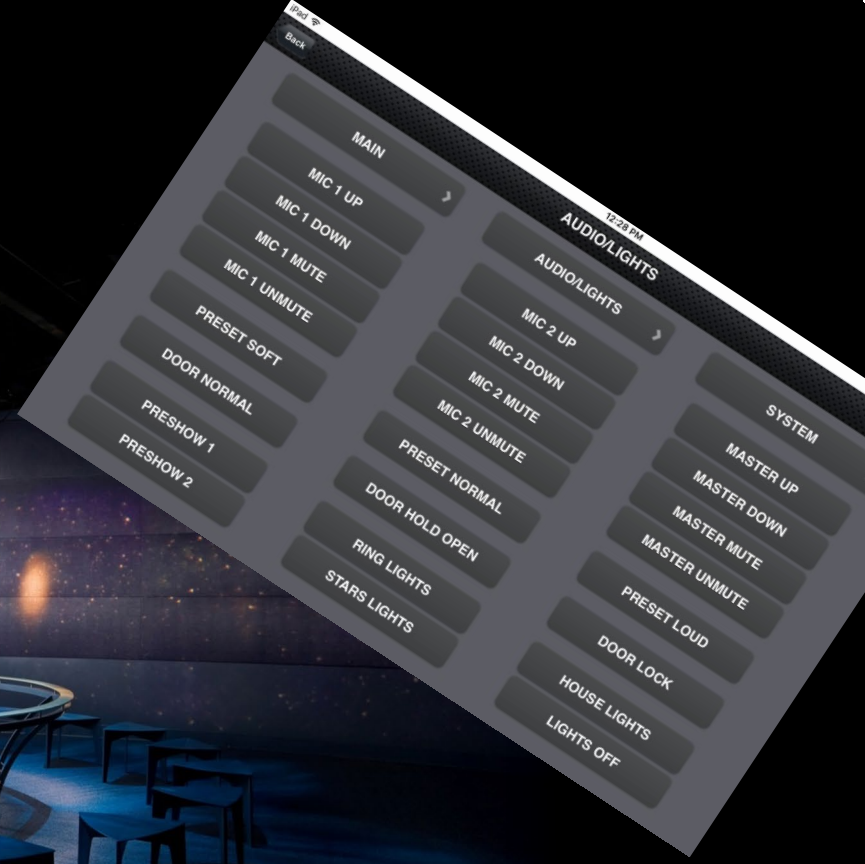 iPad
12:28 PM
Back
AUDIO/LIGHTS
MAIN
AUDIO/LIGHTS
SYSTEM
MIC 1 UP
MIC 2 UP
MASTER UP
MIC 1 DOWN
MIC 2 DOWN
MASTER DOWN
MIC 1 MUTE
MIC 2 MUTE
MASTER MUTE
MIC 1 UNMUTE
MIC 2 UNMUTE
MASTER UNMUTE
PRESET SOFT
PRESET NORMAL
PRESET LOUD
DOOR NORMAL
DOOR HOLD OPEN
DOOR LOCK
PRESHOW 1
RING LIGHTS
HOUSE LIGHTS
PRESHOW 2
STARS LIGHTS
LIGHTS OFF